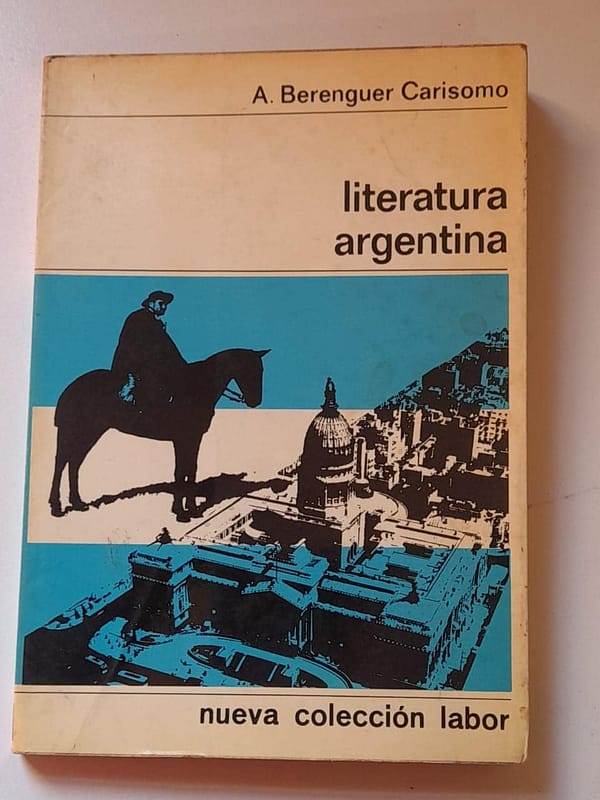 A. Berenguer Carisomo
literatura
argentina
nueva colección labor